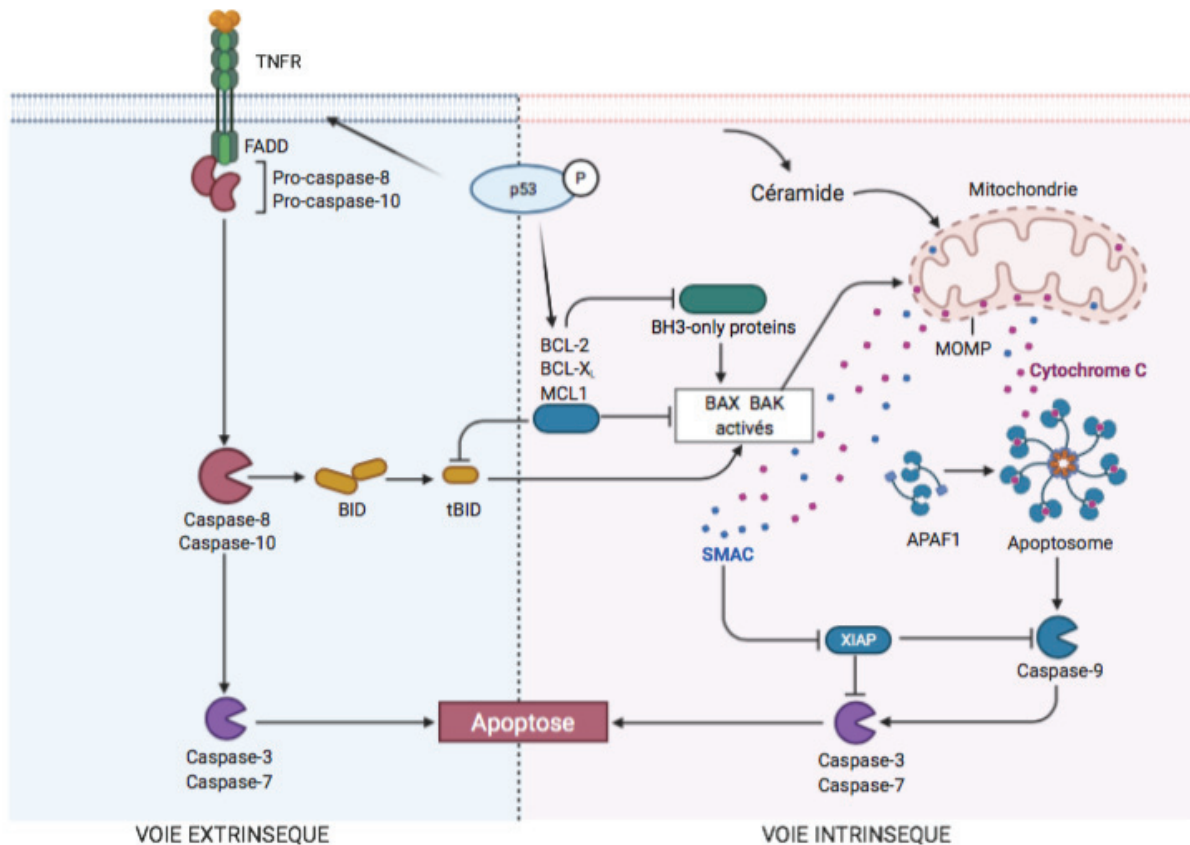 TNFR
FADD
Pro-caspase-8
Pro-caspase-10
p53
P
Céramide
Mitochondrie
BH3-only proteins
MOMP
BCL-2
BCL-XL
MCL1
Cytochrome C
BAX BAK
activés
Caspase-8
Caspase-10
BID
tBID
SMAC
APAF1
Apoptosome
XIAP
Caspase-9
Apoptose
Caspase-3
Caspase-7
Caspase-3
Caspase-7
VOIE EXTRINSEQUE
VOIE INTRINSEQUE